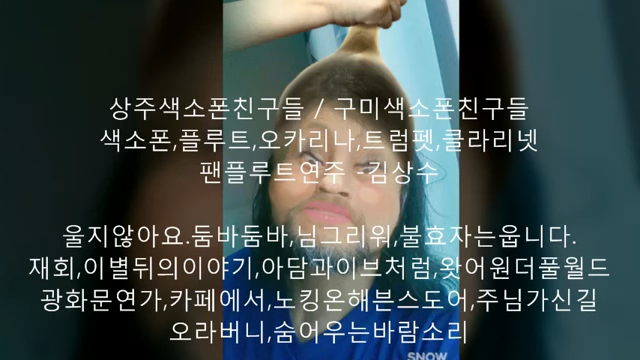 상주색소폰친구들 / 구미색소폰친구들
색소폰,플루트,오카리나,트럼펫,클라리넷
팬플루트연주 -김상수
울지않아요.둠바둠바,님그리워,불효자는웁니다.
재회,이별뒤의이야기,아담과이브처럼,왓어원더풀월드
광화문연가,카페에서,노킹온해븐스도어,주님가신길
오라버니,숨어우는바람소리
SNOW